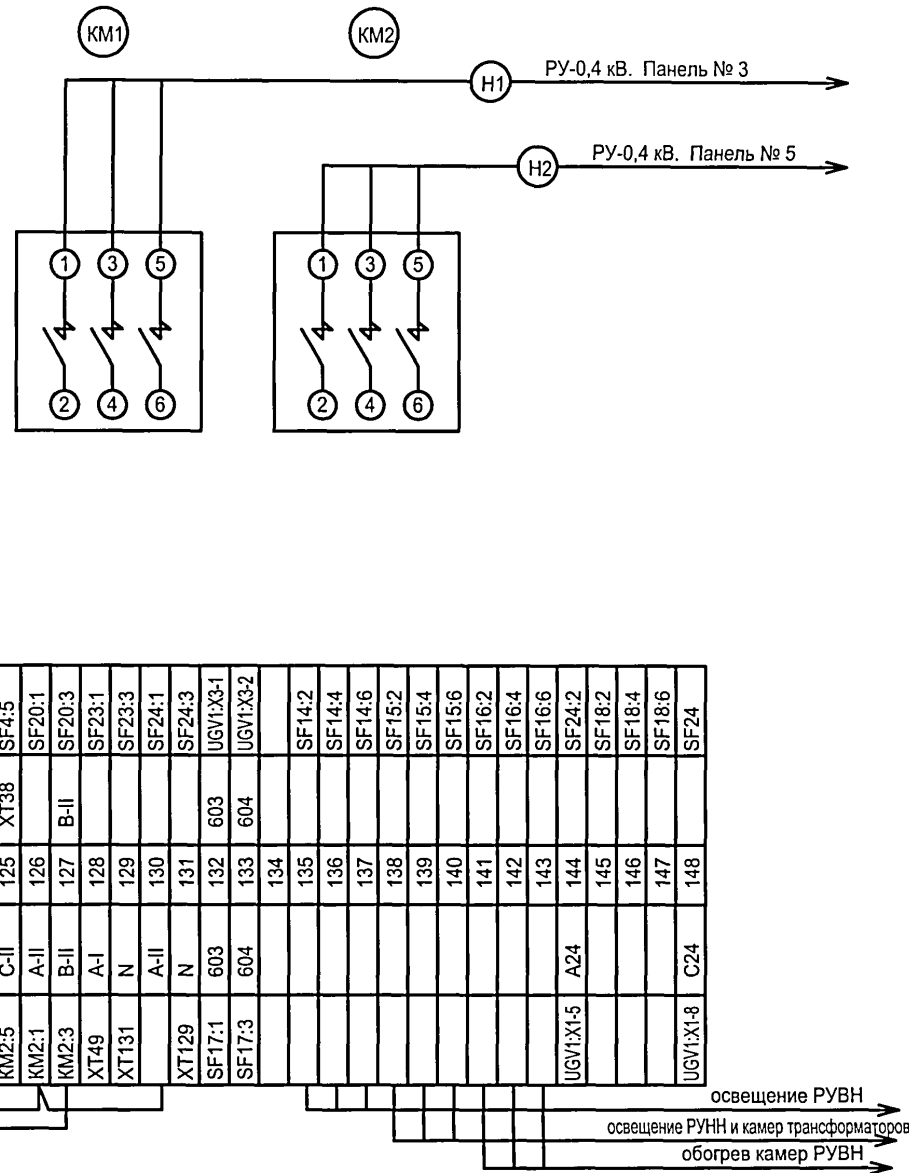 КМ1 КМ2
Н1 РУ-0,4 кВ. Панель № 3
Н2 РУ-0,4 кВ. Панель № 5
1 3 5 1 3 5
2 4 6 2 4 6
SF4:5 SF20:1 SF20:3 SF23:1 SF23:3 SF24:1 SF24:3 UGV1:X3-1 UGV1:X3-2 SF14:2 SF14:4 SF14:6 SF15:2 SF15:4 SF15:6 SF16:2 SF16:4 SF16:6 SF24:2 SF18:2 SF18:4 SF18:6 SF24
XT38 B-II 603 604
125 126 127 128 129 130 131 132 133 134 135 136 137 138 139 140 141 142 143 144 145 146 147 148
C-II A-II B-II A-I N A-II N 603 604 A24 C24
KM2:5 KM2:1 KM2:3 XT49 XT131 XT129 SF17:1 SF17:3 UGV1:X1-5 UGV1:X1-8
освещение РУВН
освещение РУНН и камер трансформаторов
обогрев камер РУВН